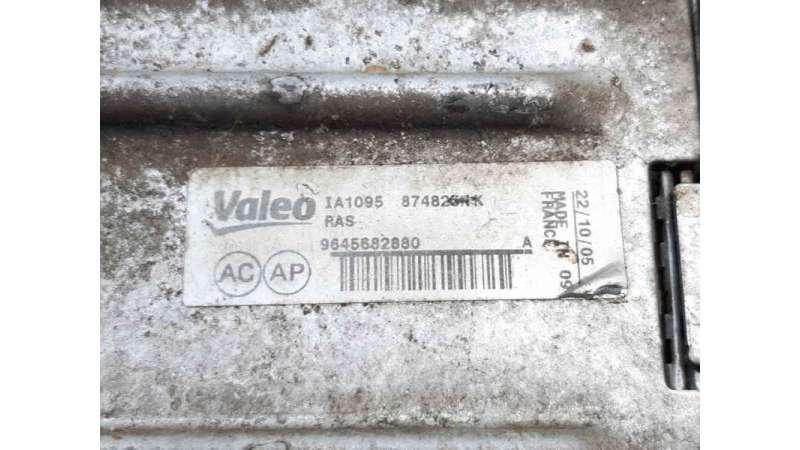 Valeo
IA1095
RAS
9645682880 A
AC AP
22/10/05
MADE IN
FRANCE 09